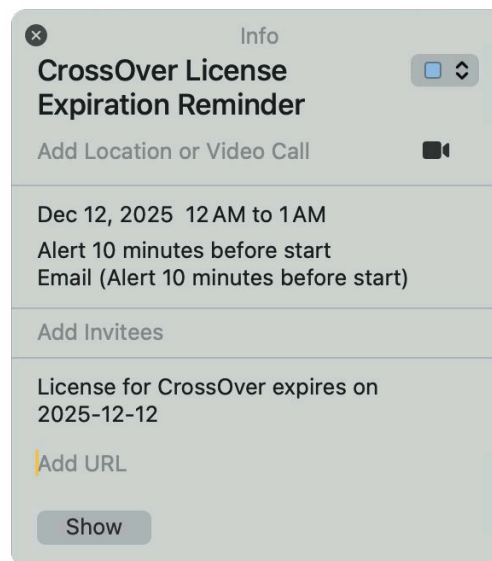 Info
CrossOver License
Expiration Reminder
Add Location or Video Call
Dec 12, 2025 12 AM to 1 AM
Alert 10 minutes before start
Email (Alert 10 minutes before start)
Add Invitees
License for CrossOver expires on
2025-12-12
Add URL
Show